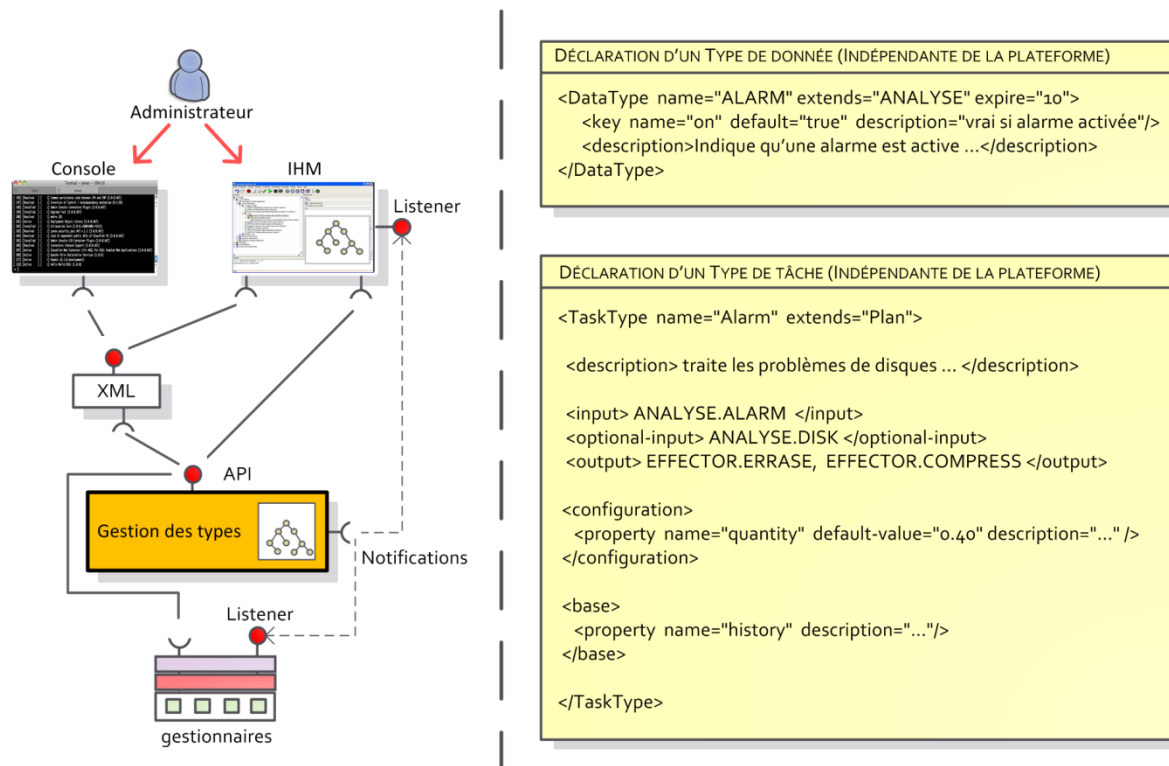 Administrateur
Console
IHM
Listener
XML
API
Gestion des types
Notifications
Listener
gestionnaires
DÉCLARATION D'UN TYPE DE DONNÉE (INDÉPENDANTE DE LA PLATEFORME)
<DataType name="ALARM" extends="ANALYSE" expire="10">
<key name="on" default="true" description="vrai si alarme activée"/>
<description>Indique qu'une alarme est active ...</description>
</DataType>
DÉCLARATION D'UN TYPE DE TÂCHE (INDÉPENDANTE DE LA PLATEFORME)
<TaskType name="Alarm" extends="Plan">
<description> traite les problèmes de disques ... </description>
<input> ANALYSE.ALARM </input>
<optional-input> ANALYSE.DISK </optional-input>
<output> EFFECTOR.ERRASE, EFFECTOR.COMPRESS </output>
<configuration>
<property name="quantity" default-value="0.40" description="..." />
</configuration>
<base>
<property name="history" description="..."/>
</base>
</TaskType>